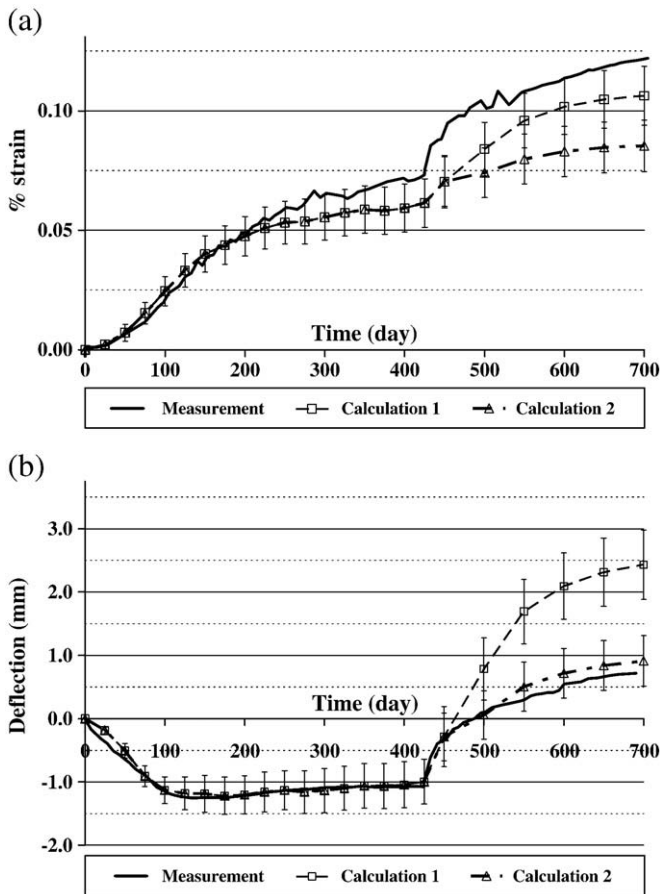 (a)
% strain
0.10
0.05
0.00
Time (day)
0 100 200 300 400 500 600 700
Measurement Calculation 1 Calculation 2
(b)
Deflection (mm)
3.0
2.0
1.0
Time (day)
0.0
0 100 200 300 400 500 600 700
-1.0
-2.0
Measurement Calculation 1 Calculation 2